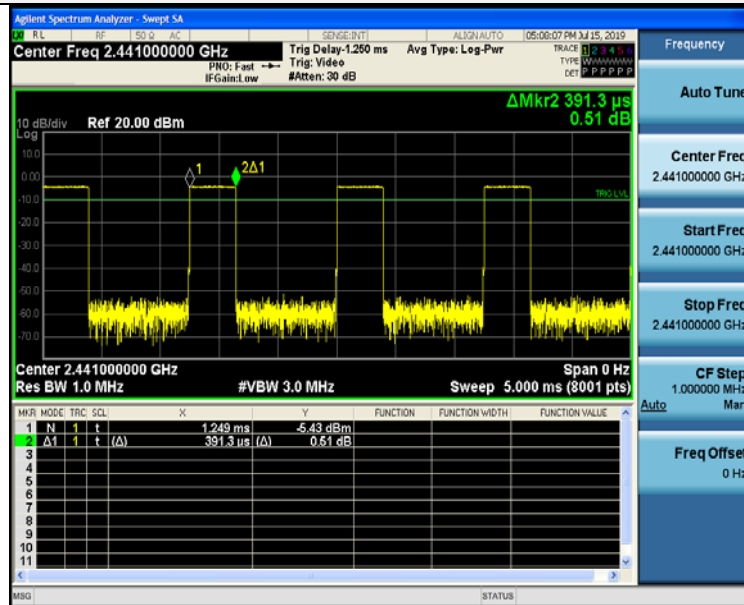 Agilent Spectrum Analyzer - Swept SA
RL RF 50 Ω AC SENSE:INT ALIGN AUTO 05:08:07 PM Jul 15, 2019
Center Freq 2.441000000 GHz
PNO: Fast
IFGain:Low
Trig Delay-1.250 ms
Trig: Video
#Atten: 30 dB
Avg Type: Log-Pwr
TRACE 1 2 3 4 5 6
TYPE WWWWWW
DET P P P P P P
ΔMkr2 391.3 µs
0.51 dB
10 dB/div Ref 20.00 dBm
Log
10.0
0.00
-10.0
-20.0
-30.0
-40.0
-50.0
-60.0
-70.0
1
2Δ1
TRIG LVL
Center 2.441000000 GHz Span 0 Hz
Res BW 1.0 MHz #VBW 3.0 MHz Sweep 5.000 ms (8001 pts)
MKR MODE TRC SCL X Y FUNCTION FUNCTION WIDTH FUNCTION VALUE
1 N 1 t 1.249 ms -5.43 dBm
2 Δ1 1 t (Δ) 391.3 µs (Δ) 0.51 dB
3
4
5
6
7
8
9
10
11
MSG STATUS
Frequency
Auto Tune
Center Freq
2.441000000 GHz
Start Freq
2.441000000 GHz
Stop Freq
2.441000000 GHz
CF Step
1.000000 MHz
Auto Man
Freq Offset
0 Hz